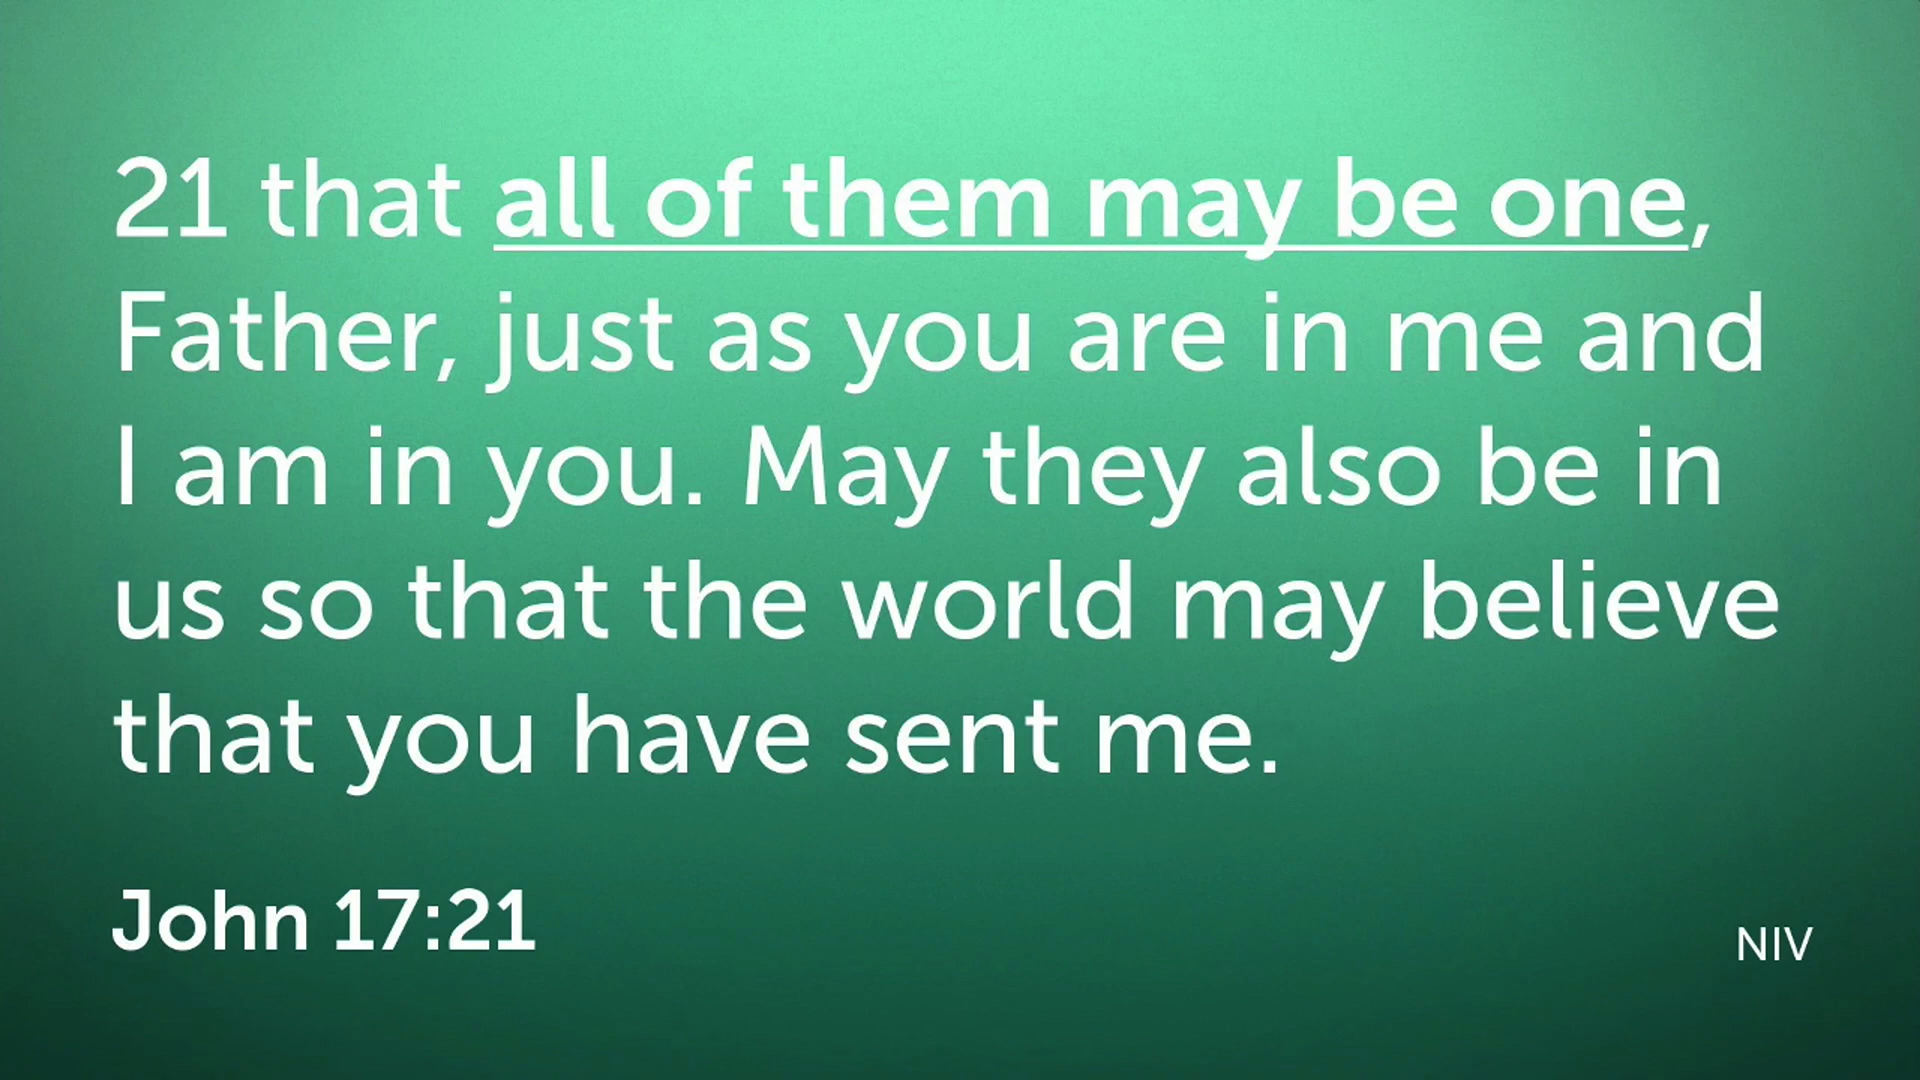 21 that all of them may be one,
Father, just as you are in me and
I am in you. May they also be in
us so that the world may believe
that you have sent me.
John 17:21
NIV